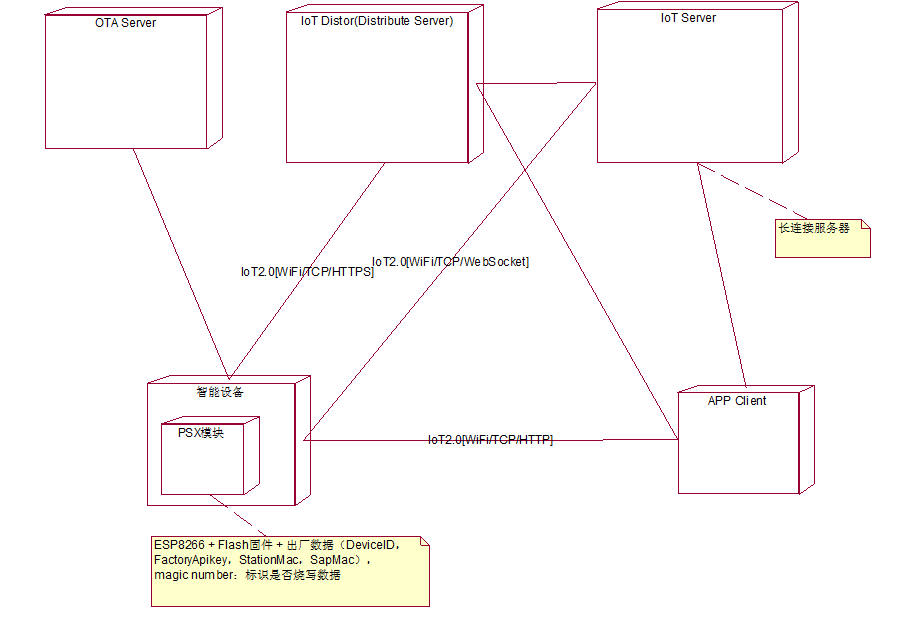 OTA Server
IoT Distor(Distribute Server)
IoT Server
长连接服务器
IoT2.0[WiFi/TCP/WebSocket]
IoT2.0[WiFi/TCP/HTTPS]
智能设备
PSX模块
APP Client
IoT2.0[WiFi/TCP/HTTP]
ESP8266 + Flash固件 + 出厂数据（DeviceID，
FactoryApikey，StationMac，SapMac），
magic number：标识是否烧写数据